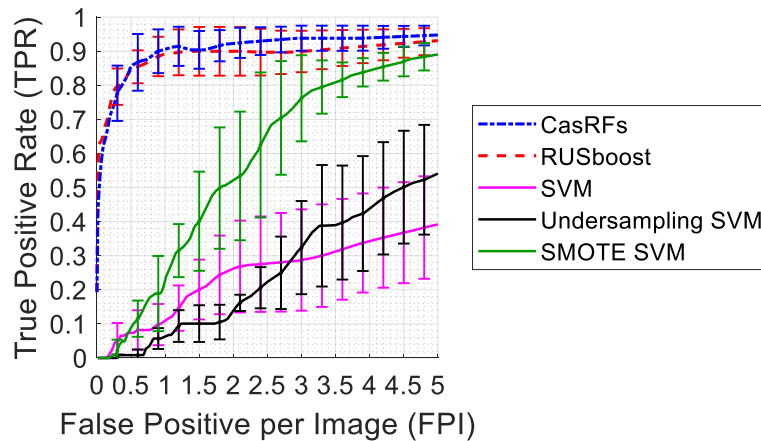 True Positive Rate (TPR)
1
0.9
0.8
0.7
0.6
0.5
0.4
0.3
0.2
0.1
0
0 0.5 1 1.5 2 2.5 3 3.5 4 4.5 5
False Positive per Image (FPI)
CasRFs
RUSboost
SVM
Undersampling SVM
SMOTE SVM